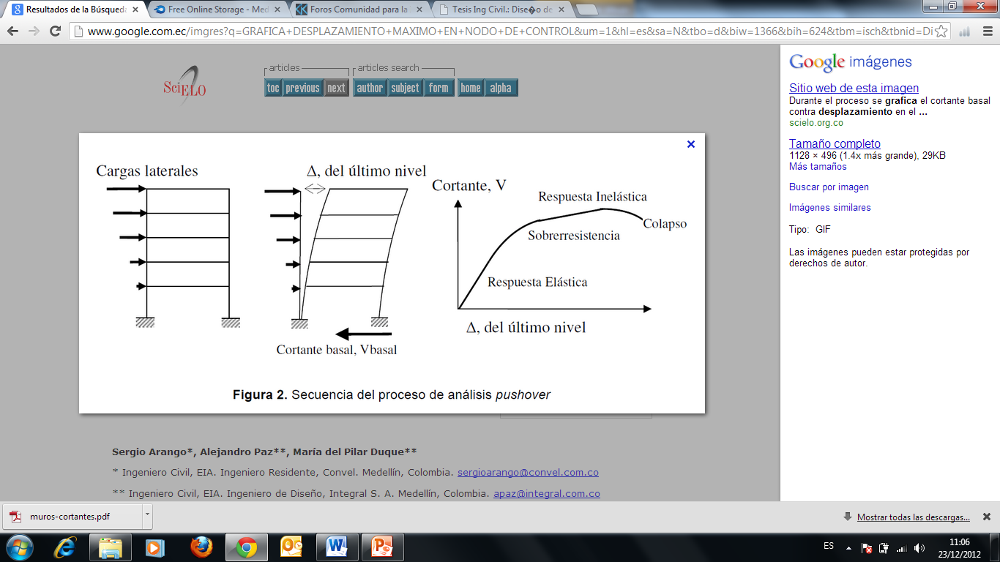 Resultados de la Búsqueda
Free Online Storage - Med
Foros Comunidad para la
Tesis Ing Civil.: Dise�o de
www.google.com.ec/imgres?q=GRAFICA+DESPLAZAMIENTO+MAXIMO+EN+NODO+DE+CONTROL&um=1&hl=es&sa=N&tbo=d&biw=1366&bih=624&tbm=isch&tbnid=Di
SciELO
articles
articles search
toc previous next author subject form home alpha
Cargas laterales
Δ, del último nivel
Cortante basal, Vbasal
Cortante, V
Respuesta Inelástica
Colapso
Sobrerresistencia
Respuesta Elástica
Δ, del último nivel
Figura 2. Secuencia del proceso de análisis pushover
Sergio Arango*, Alejandro Paz**, María del Pilar Duque**
* Ingeniero Civil, EIA. Ingeniero Residente, Convel. Medellín, Colombia. sergioarango@convel.com.co
** Ingeniero Civil, EIA. Ingeniero de Diseño, Integral S. A. Medellín, Colombia. apaz@integral.com.co
Google imágenes
Sitio web de esta imagen
Durante el proceso se grafica el cortante basal
contra desplazamiento en el ...
scielo.org.co
Tamaño completo
1128 × 496 (1.4x más grande), 29KB
Más tamaños
Buscar por imagen
Imágenes similares
Tipo: GIF
Las imágenes pueden estar protegidas por
derechos de autor.
muros-cortantes.pdf
Mostrar todas las descargas...
ES
11:06
23/12/2012